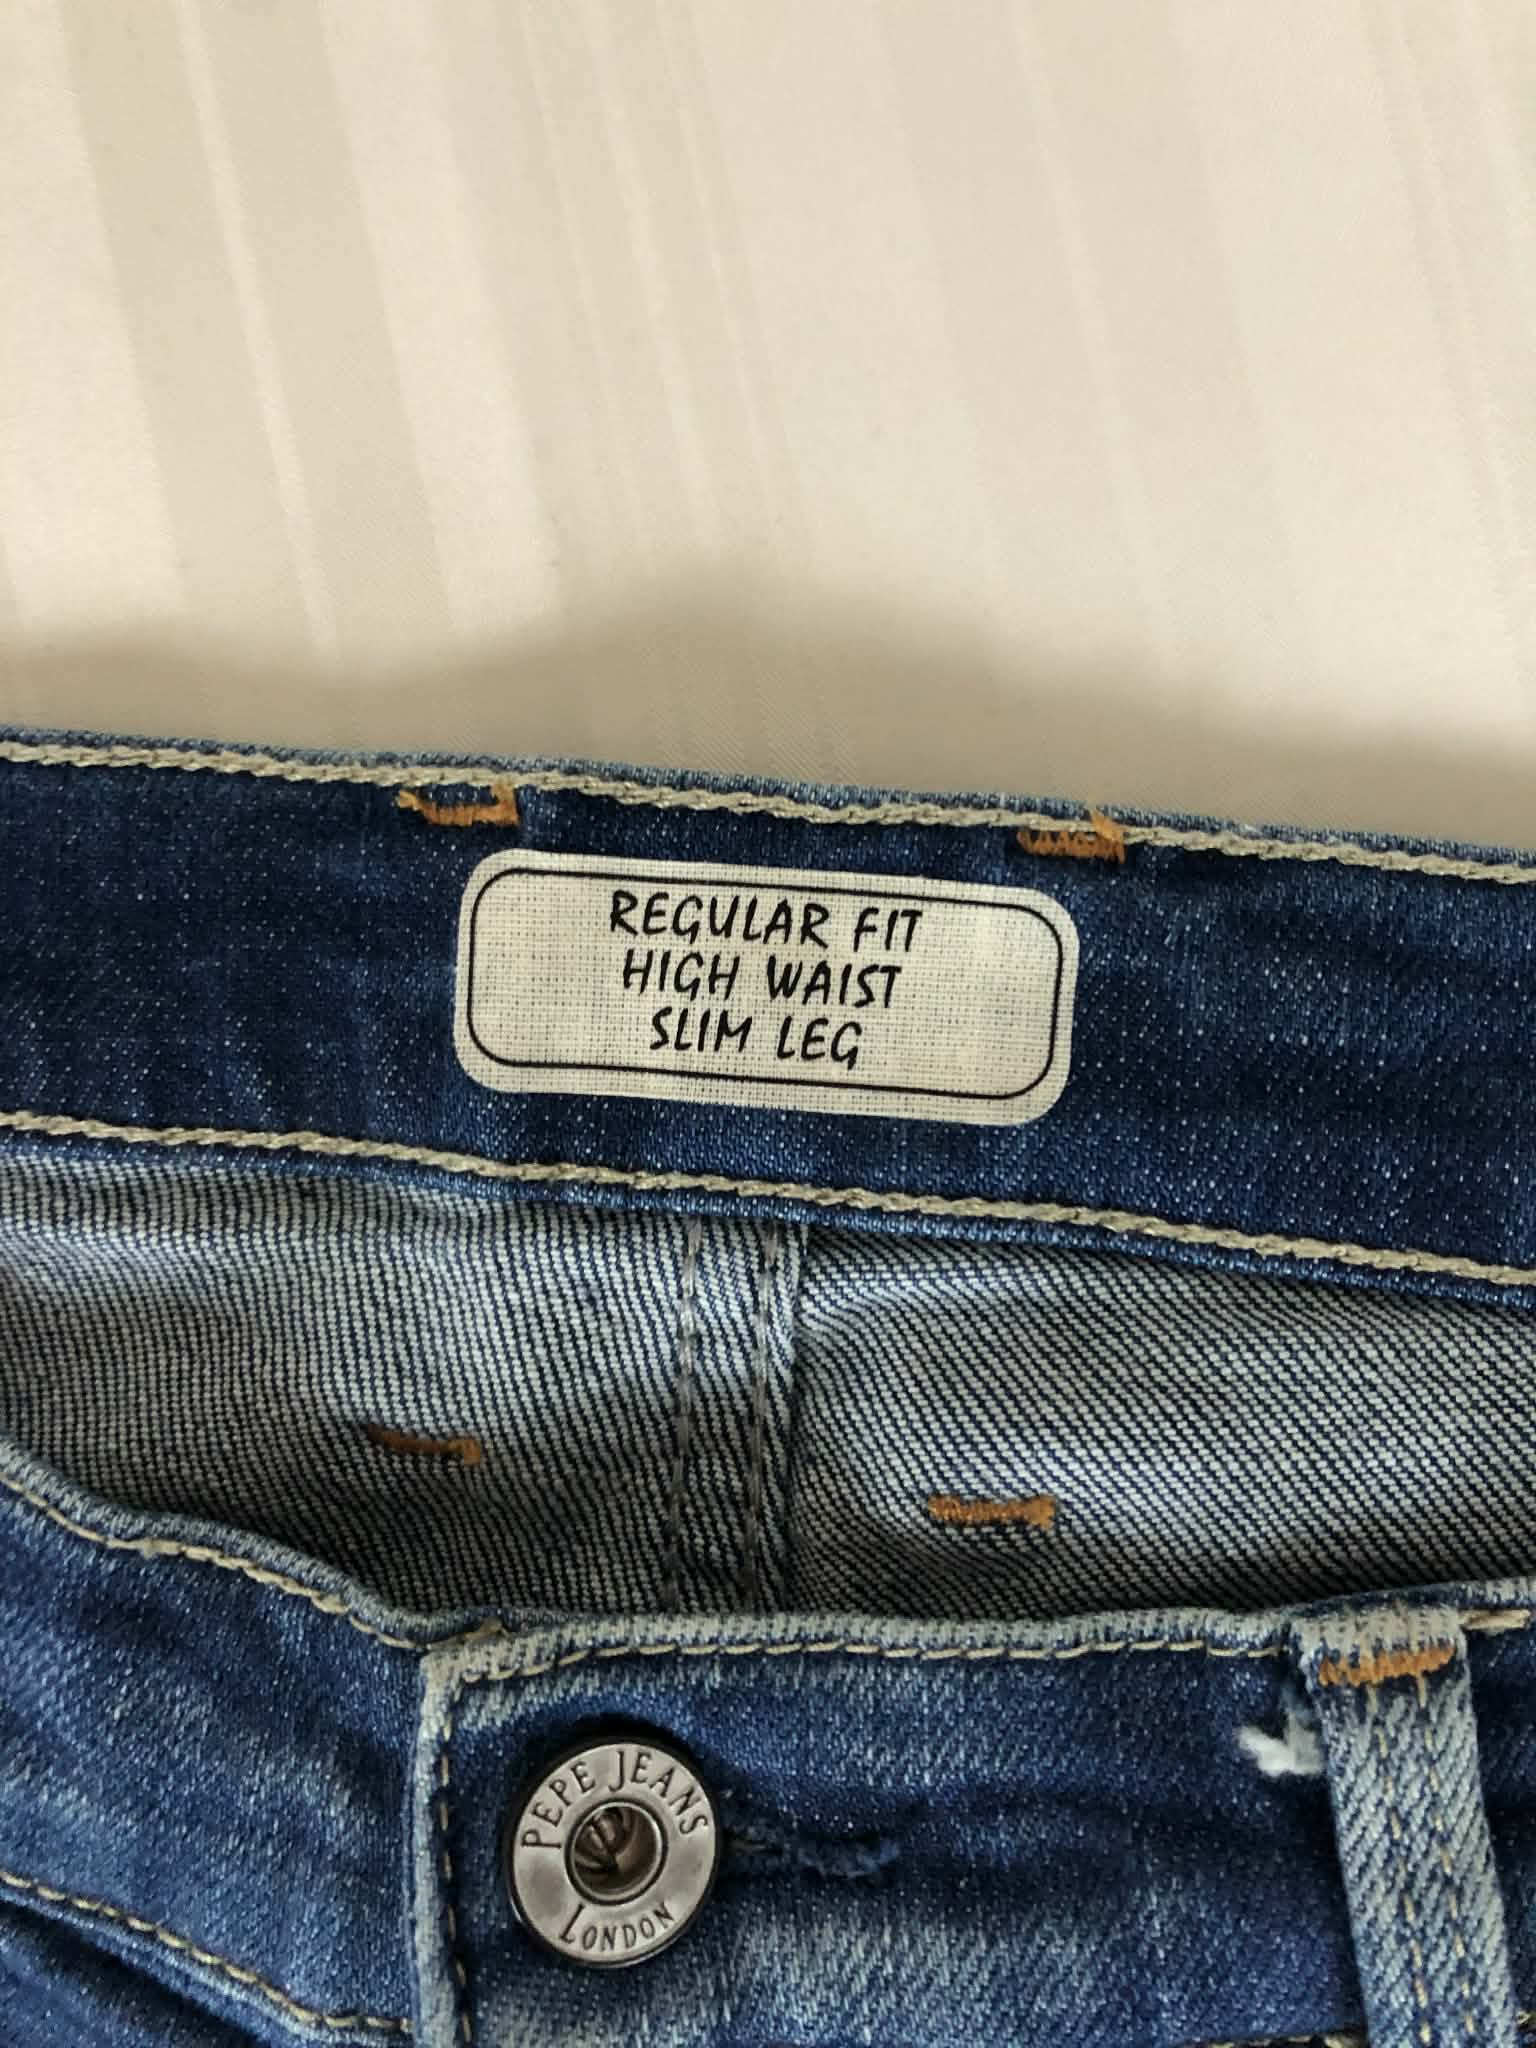 REGULAR FIT
HIGH WAIST
SLIM LEG
PEPE JEANS
LONDON